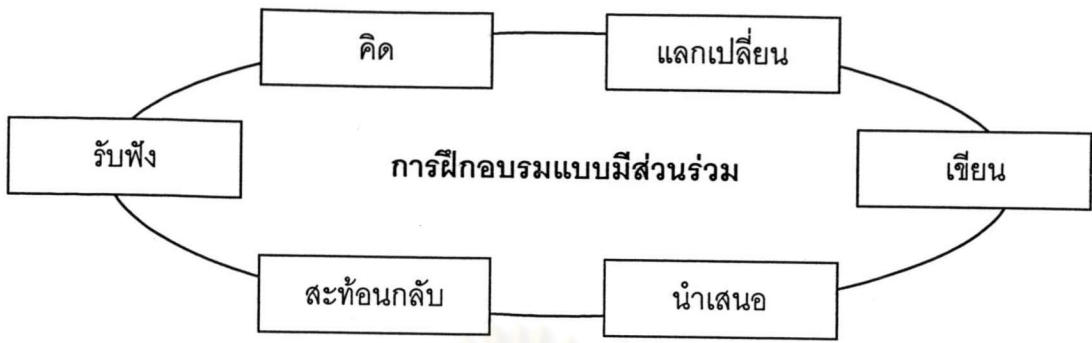 คิด
แลกเปลี่ยน
รับฟัง
การฝึกอบรมแบบมีส่วนร่วม
เขียน
สะท้อนกลับ
นำเสนอ